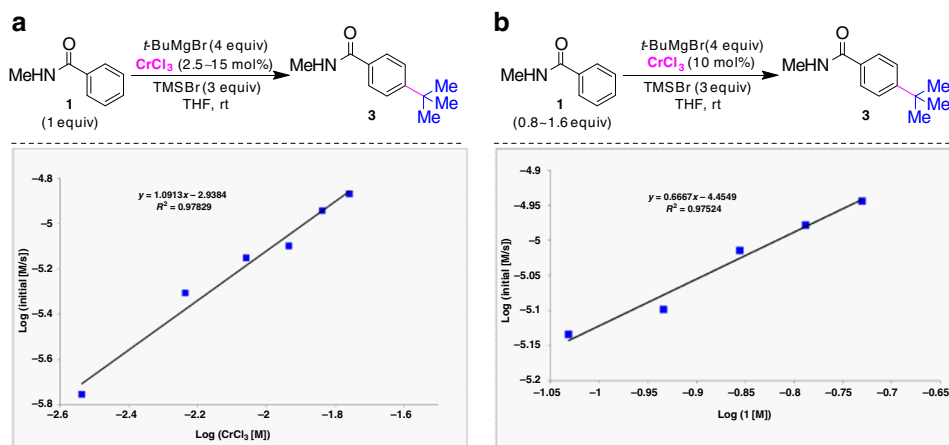 a
O
MeHN
1
(1 equiv)
t-BuMgBr (4 equiv)
CrCl3 (2.5–15 mol%)
TMSBr (3 equiv)
THF, rt
O
MeHN
Me
Me
Me
3
–4.8
–5
–5.2
–5.4
–5.6
–5.8
Log (initial [M/s])
y = 1.0913x – 2.9384
R2 = 0.97829
–2.6
–2.4
–2.2
–2
–1.8
–1.6
Log (CrCl3 [M])
b
O
MeHN
1
(0.8~1.6 equiv)
t-BuMgBr (4 equiv)
CrCl3 (10 mol%)
TMSBr (3 equiv)
THF, rt
O
MeHN
Me
Me
Me
3
–4.9
–4.95
–5
–5.05
–5.1
–5.15
–5.2
Log (initial [M/s])
y = 0.6667x – 4.4549
R2 = 0.97524
–1.05
–1
–0.95
–0.9
–0.85
–0.8
–0.75
–0.7
–0.65
Log (1 [M])